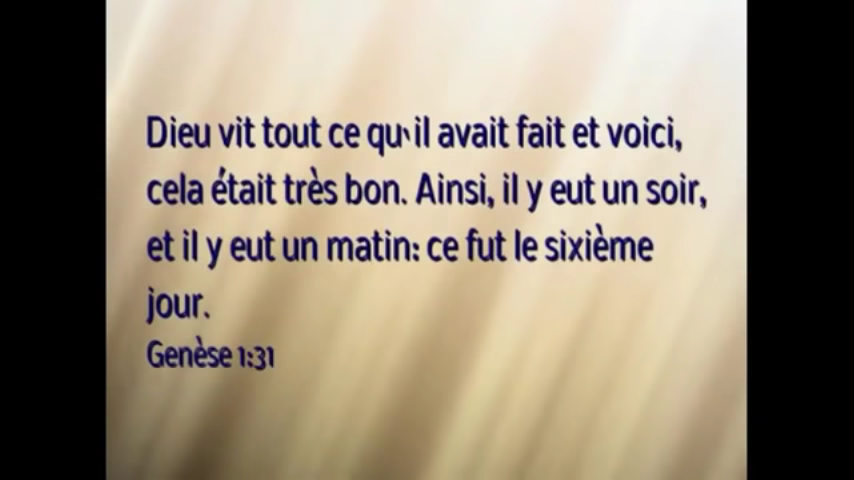 Dieu vit tout ce qu'il avait fait et voici,
cela était très bon. Ainsi, il y eut un soir,
et il y eut un matin: ce fut le sixième
jour.
Genèse 1:31